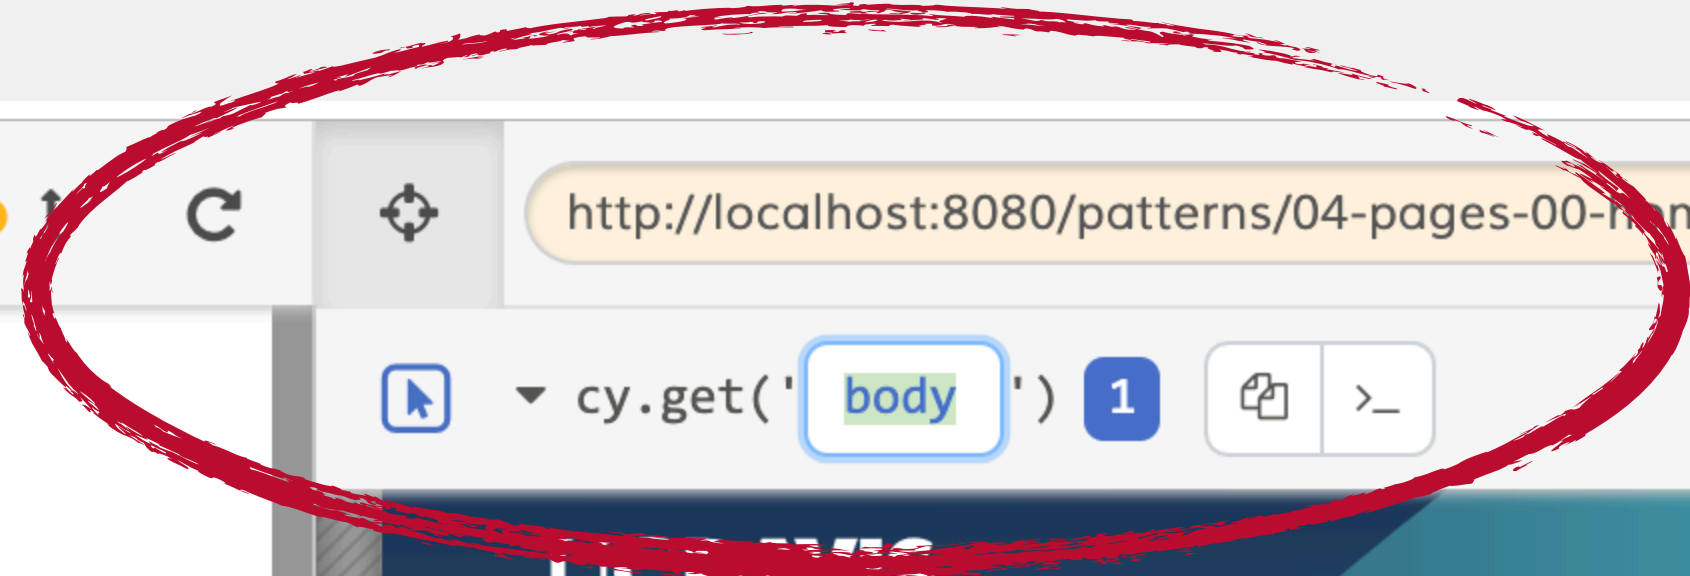 http://localhost:8080/patterns/04-pages-00-
cy.get('body') 1 >_